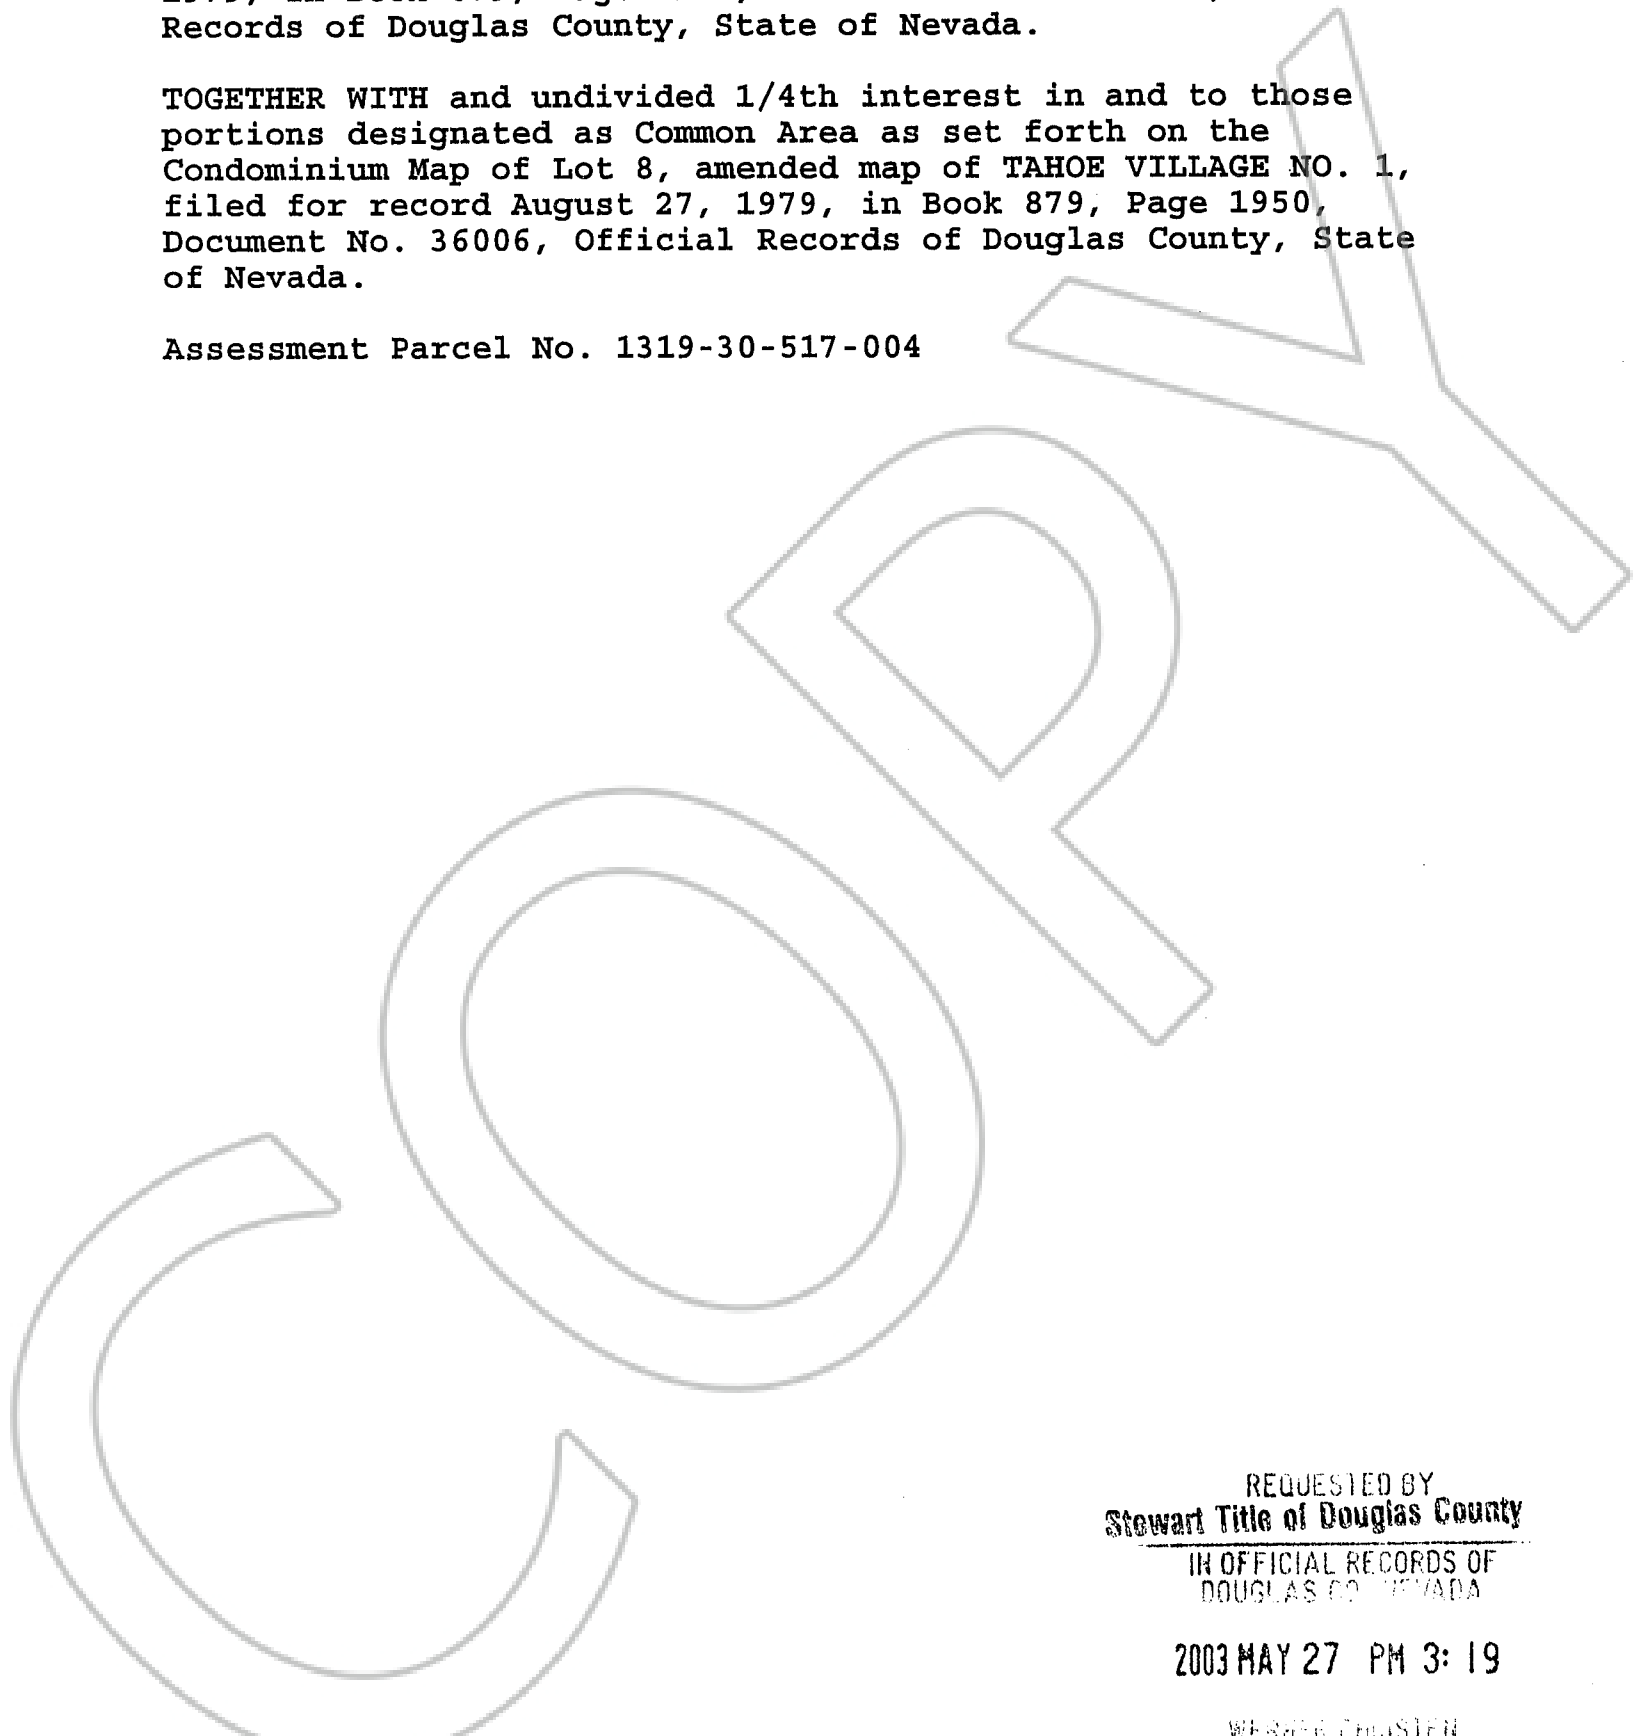 Records of Douglas County, State of Nevada.
TOGETHER WITH and undivided 1/4th interest in and to those
portions designated as Common Area as set forth on the
Condominium Map of Lot 8, amended map of TAHOE VILLAGE NO. 1,
filed for record August 27, 1979, in Book 879, Page 1950,
Document No. 36006, Official Records of Douglas County, State
of Nevada.
Assessment Parcel No. 1319-30-517-004
COPY
REQUESTED BY
Stewart Title of Douglas County
IN OFFICIAL RECORDS OF
DOUGLAS CO NEVADA
2003 MAY 27 PM 3: 19